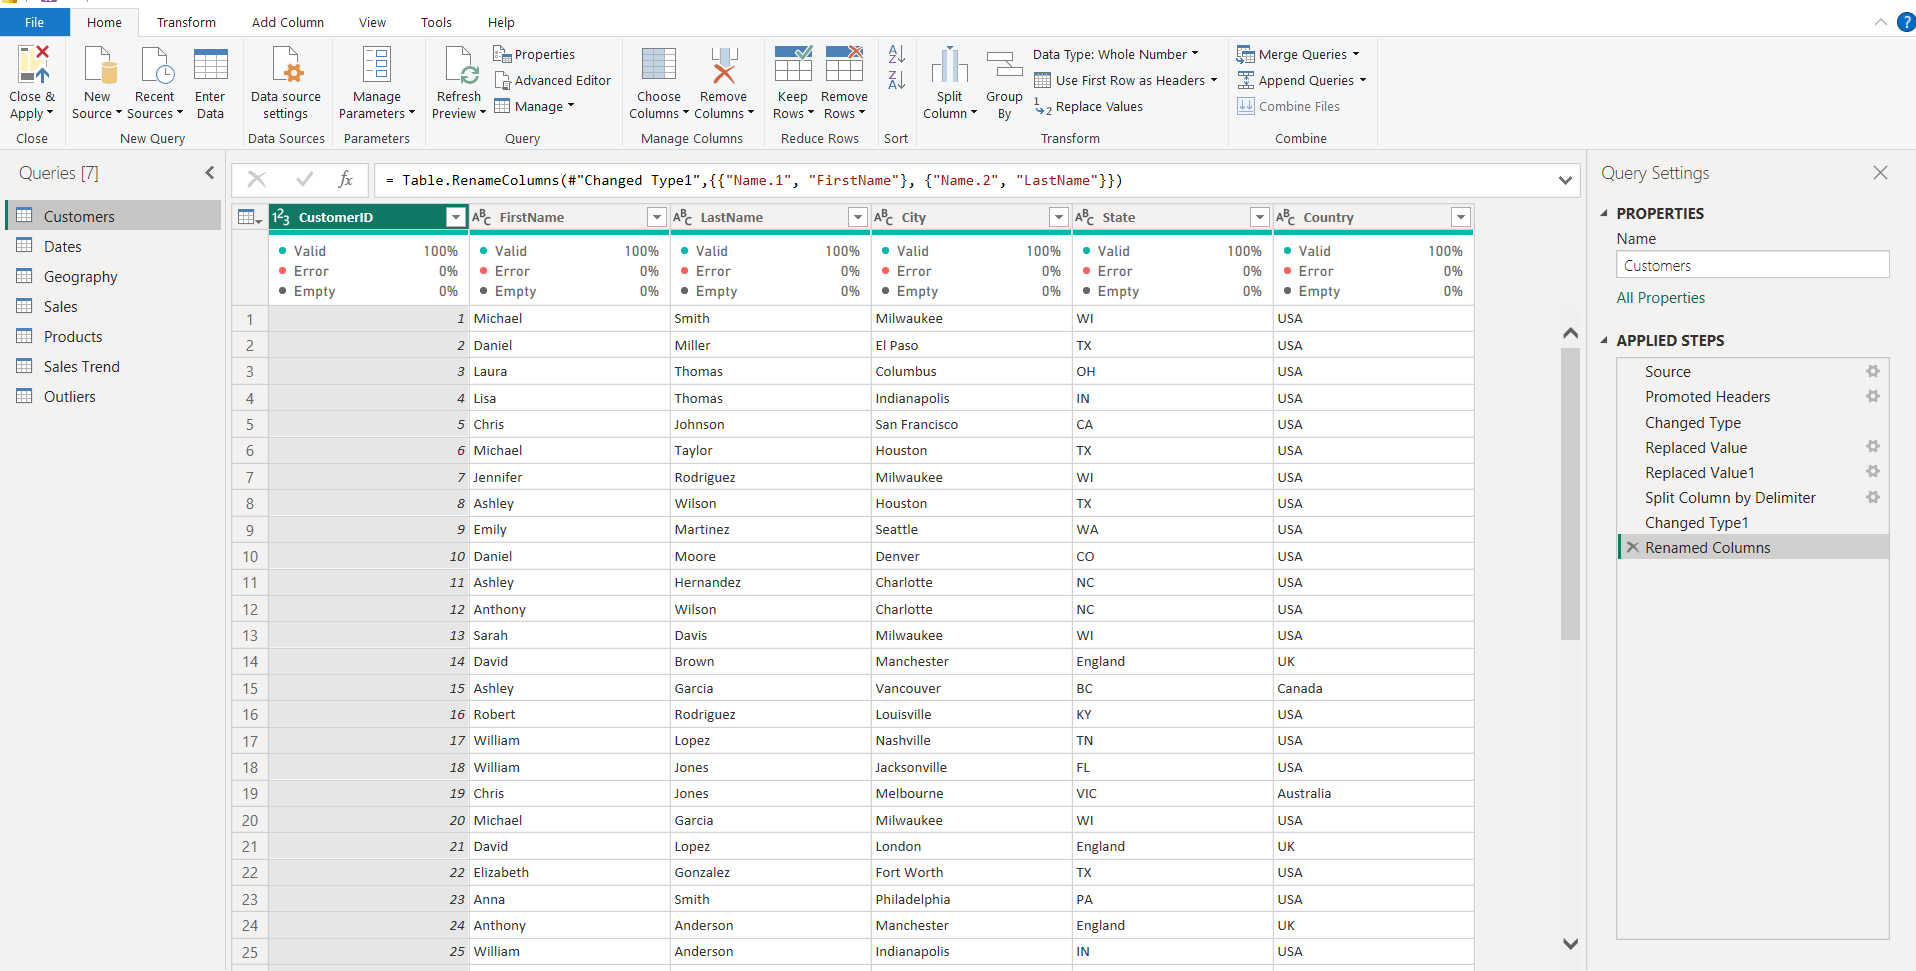 File Home Transform Add Column View Tools Help
Close & Apply
New Source
Recent Sources
Enter Data
Data source settings
Manage Parameters
Refresh Preview
Properties
Advanced Editor
Manage
Choose Columns
Remove Columns
Keep Rows
Remove Rows
Split Column
Group By
Data Type: Whole Number
Use First Row as Headers
Replace Values
Merge Queries
Append Queries
Combine Files
Close New Query Data Sources Parameters Query Manage Columns Reduce Rows Sort Transform Combine
Queries [7]
Customers
Dates
Geography
Sales
Products
Sales Trend
Outliers
fx = Table.RenameColumns(#"Changed Type1",{{"Name.1", "FirstName"}, {"Name.2", "LastName"}})
123 CustomerID ABC FirstName ABC LastName ABC City ABC State ABC Country
Valid 100% Valid 100% Valid 100% Valid 100% Valid 100% Valid 100%
Error 0% Error 0% Error 0% Error 0% Error 0% Error 0%
Empty 0% Empty 0% Empty 0% Empty 0% Empty 0% Empty 0%
1 1 Michael Smith Milwaukee WI USA
2 2 Daniel Miller El Paso TX USA
3 3 Laura Thomas Columbus OH USA
4 4 Lisa Thomas Indianapolis IN USA
5 5 Chris Johnson San Francisco CA USA
6 6 Michael Taylor Houston TX USA
7 7 Jennifer Rodriguez Milwaukee WI USA
8 8 Ashley Wilson Houston TX USA
9 9 Emily Martinez Seattle WA USA
10 10 Daniel Moore Denver CO USA
11 11 Ashley Hernandez Charlotte NC USA
12 12 Anthony Wilson Charlotte NC USA
13 13 Sarah Davis Milwaukee WI USA
14 14 David Brown Manchester England UK
15 15 Ashley Garcia Vancouver BC Canada
16 16 Robert Rodriguez Louisville KY USA
17 17 William Lopez Nashville TN USA
18 18 William Jones Jacksonville FL USA
19 19 Chris Jones Melbourne VIC Australia
20 20 Michael Garcia Milwaukee WI USA
21 21 David Lopez London England UK
22 22 Elizabeth Gonzalez Fort Worth TX USA
23 23 Anna Smith Philadelphia PA USA
24 24 Anthony Anderson Manchester England UK
25 25 William Anderson Indianapolis IN USA
Query Settings
PROPERTIES
Name
Customers
All Properties
APPLIED STEPS
Source
Promoted Headers
Changed Type
Replaced Value
Replaced Value1
Split Column by Delimiter
Changed Type1
Renamed Columns